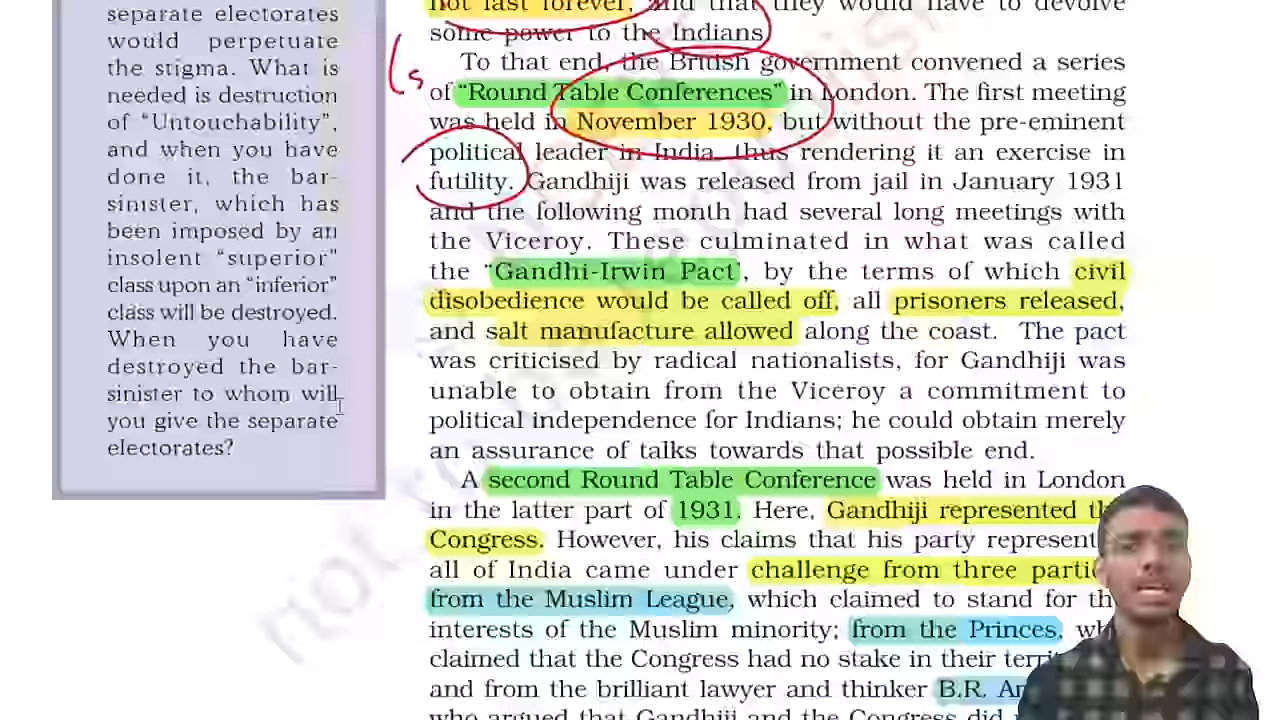 separate electorates
would perpetuate
the stigma. What is
needed is destruction
of “Untouchability”,
and when you have
done it, the bar-
sinister, which has
been imposed by an
insolent “superior”
class upon an “inferior”
class will be destroyed.
When you have
destroyed the bar-
sinister to whom will
you give the separate
electorates?
not last forever, and that they would have to devolve
some power to the Indians.
To that end, the British government convened a series
of “Round Table Conferences” in London. The first meeting
was held in November 1930, but without the pre-eminent
political leader in India, thus rendering it an exercise in
futility. Gandhiji was released from jail in January 1931
and the following month had several long meetings with
the Viceroy. These culminated in what was called
the “Gandhi-Irwin Pact’, by the terms of which civil
disobedience would be called off, all prisoners released,
and salt manufacture allowed along the coast. The pact
was criticised by radical nationalists, for Gandhiji was
unable to obtain from the Viceroy a commitment to
political independence for Indians; he could obtain merely
an assurance of talks towards that possible end.
A second Round Table Conference was held in London
in the latter part of 1931. Here, Gandhiji represented
Congress. However, his claims that his party
all of India came under challenge from three
from the Muslim League, which claimed to stand for
interests of the Muslim minority; from the Princes,
claimed that the Congress had no stake in their
and from the brilliant lawyer and thinker B.R.
who argued that Gandhiji and the Congress did